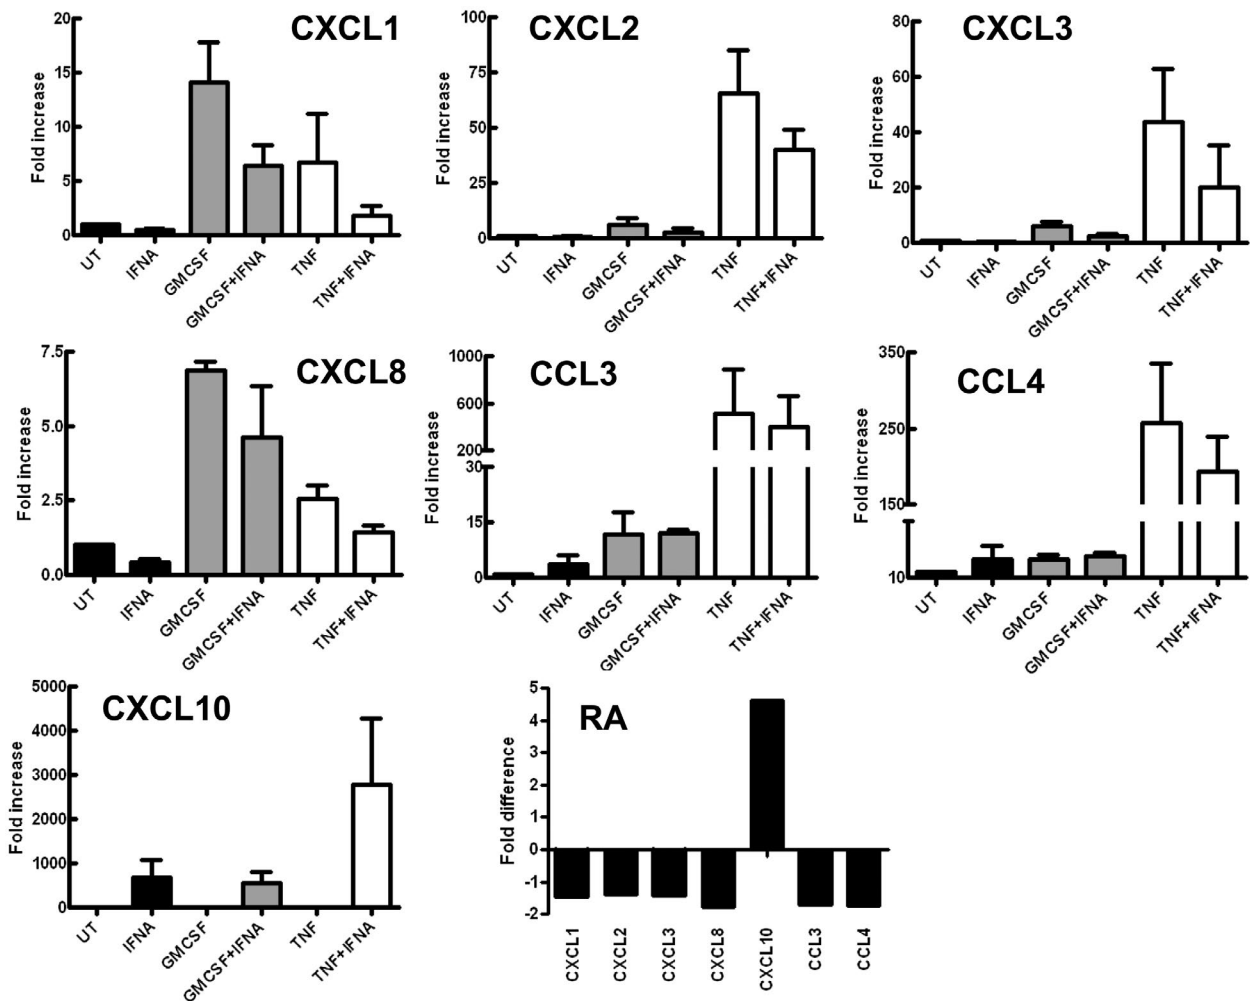 CXCL1
Fold increase
20
15
10
5
0
UT
IFNA
GMCSF
GMCSF+IFNA
TNF
TNF+IFNA
CXCL2
Fold increase
100
75
50
25
0
UT
IFNA
GMCSF
GMCSF+IFNA
TNF
TNF+IFNA
CXCL3
Fold increase
80
60
40
20
0
UT
IFNA
GMCSF
GMCSF+IFNA
TNF
TNF+IFNA
CXCL8
Fold increase
7.5
5.0
2.5
0.0
UT
IFNA
GMCSF
GMCSF+IFNA
TNF
TNF+IFNA
CCL3
Fold increase
1000
600
200
30
15
0
UT
IFNA
GMCSF
GMCSF+IFNA
TNF
TNF+IFNA
CCL4
Fold increase
350
250
150
10
UT
IFNA
GMCSF
GMCSF+IFNA
TNF
TNF+IFNA
CXCL10
Fold increase
5000
4000
3000
2000
1000
0
UT
IFNA
GMCSF
GMCSF+IFNA
TNF
TNF+IFNA
RA
Fold difference
5
4
3
2
1
0
-1
-2
CXCL1
CXCL2
CXCL3
CXCL8
CXCL10
CCL3
CCL4